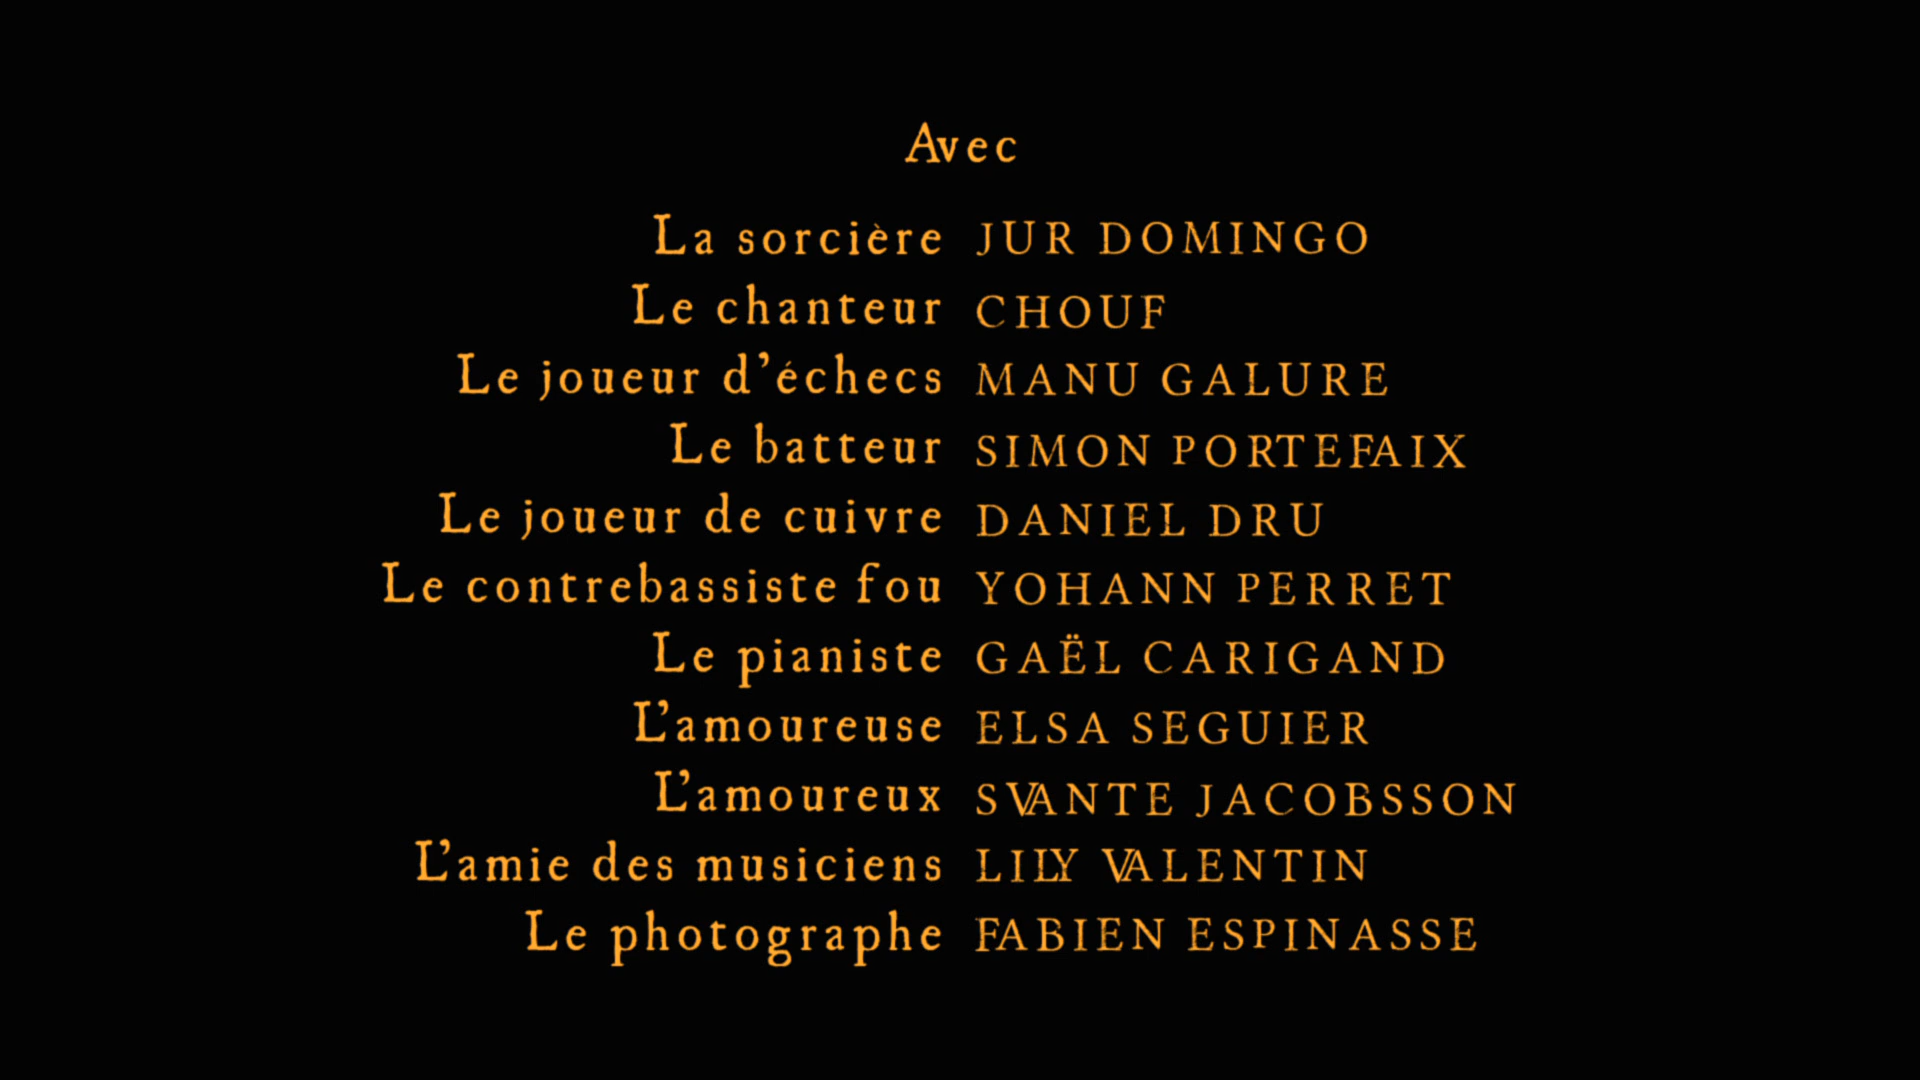 Avec
La sorcière JUR DOMINGO
Le chanteur CHOUF
Le joueur d'échecs MANU GALURE
Le batteur SIMON PORTEFAIX
Le joueur de cuivre DANIEL DRU
Le contrebassiste fou YOHANN PERRET
Le pianiste GAËL CARIGAND
L'amoureuse ELSA SEGUIER
L'amoureux SVANTE JACOBSSON
L'amie des musiciens LILY VALENTIN
Le photographe FABIEN ESPINASSE